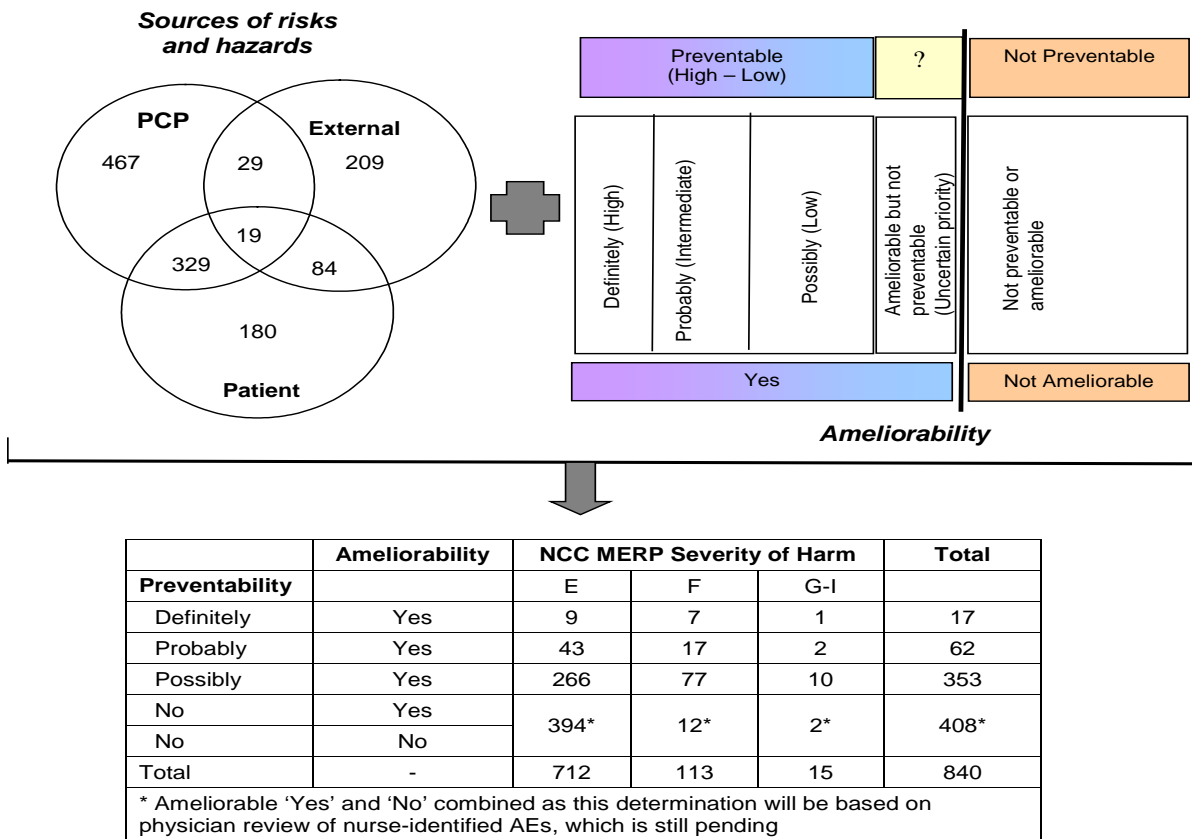 Sources of risks
and hazards
PCP
External
467
29
209
19
329
84
180
Patient
Preventable
(High – Low)
?
Not Preventable
Definitely (High)
Probably (Intermediate)
Possibly (Low)
Ameliorable but not
preventable
(Uncertain priority)
Not preventable or
ameliorable
Yes
Not Ameliorable
Ameliorability
Ameliorability NCC MERP Severity of Harm Total
Preventability E F G-I
Definitely Yes 9 7 1 17
Probably Yes 43 17 2 62
Possibly Yes 266 77 10 353
No Yes 394* 12* 2* 408*
No No
Total - 712 113 15 840
* Ameliorable ‘Yes’ and ‘No’ combined as this determination will be based on
physician review of nurse-identified AEs, which is still pending